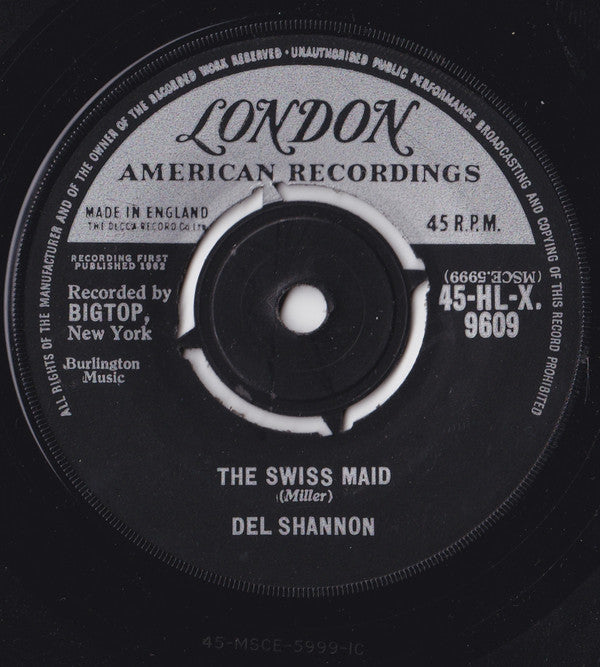 ALL RIGHTS OF THE MANUFACTURER AND OF THE OWNER OF THE RECORDED WORK RESERVED · UNAUTHORISED PUBLIC PERFORMANCE BROADCASTING AND COPYING OF THIS RECORD PROHIBITED
LONDON
AMERICAN RECORDINGS
MADE IN ENGLAND
THE DECCA RECORD Co Ltd
45 R.P.M.
RECORDING FIRST
PUBLISHED 1962
(MSCE.5999)
Recorded by
BIGTOP,
New York
45-HL-X.
9609
Burlington
Music
THE SWISS MAID
(Miller)
DEL SHANNON
45-MSCE-5999-1C